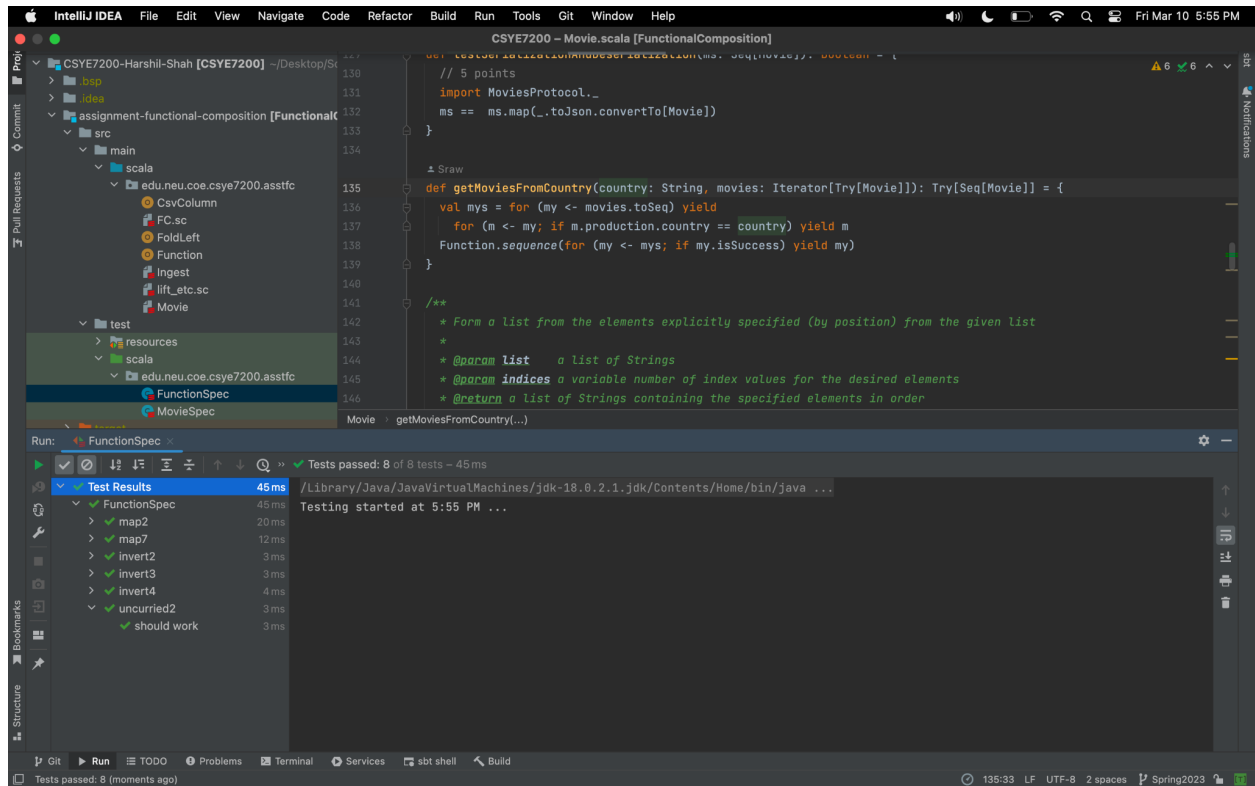 IntelliJ IDEA File Edit View Navigate Code Refactor Build Run Tools Git Window Help Fri Mar 10 5:55 PM
CSYE7200 – Movie.scala [FunctionalComposition]
CSYE7200-Harshil-Shah [CSYE7200] ~/Desktop/Sc
.bsp
.idea
assignment-functional-composition [Functional
src
main
scala
edu.neu.coe.csye7200.asstfc
CsvColumn
FC.sc
FoldLeft
Function
Ingest
lift_etc.sc
Movie
test
resources
scala
edu.neu.coe.csye7200.asstfc
FunctionSpec
MovieSpec
target
Proj
Commit
Pull Requests
Bookmarks
Structure
sbt
Notifications
6 6
130 // 5 points
131 import MoviesProtocol._
132 ms == ms.map(_.toJson.convertTo[Movie])
133 }
134
Sraw
135 def getMoviesFromCountry(country: String, movies: Iterator[Try[Movie]]): Try[Seq[Movie]] = {
136 val mys = for (my <- movies.toSeq) yield
137 for (m <- my; if m.production.country == country) yield m
138 Function.sequence(for (my <- mys; if my.isSuccess) yield my)
139 }
140
141 /**
142 * Form a list from the elements explicitly specified (by position) from the given list
143 *
144 * @param list a list of Strings
145 * @param indices a variable number of index values for the desired elements
146 * @return a list of Strings containing the specified elements in order
Movie getMoviesFromCountry(...)
Run: FunctionSpec
Tests passed: 8 of 8 tests – 45 ms
Test Results 45 ms
FunctionSpec 45 ms
map2 20 ms
map7 12 ms
invert2 3 ms
invert3 3 ms
invert4 4 ms
uncurried2 3 ms
should work 3 ms
/Library/Java/JavaVirtualMachines/jdk-18.0.2.1.jdk/Contents/Home/bin/java ...
Testing started at 5:55 PM ...
Git Run TODO Problems Terminal Services sbt shell Build
Tests passed: 8 (moments ago) 135:33 LF UTF-8 2 spaces Spring2023